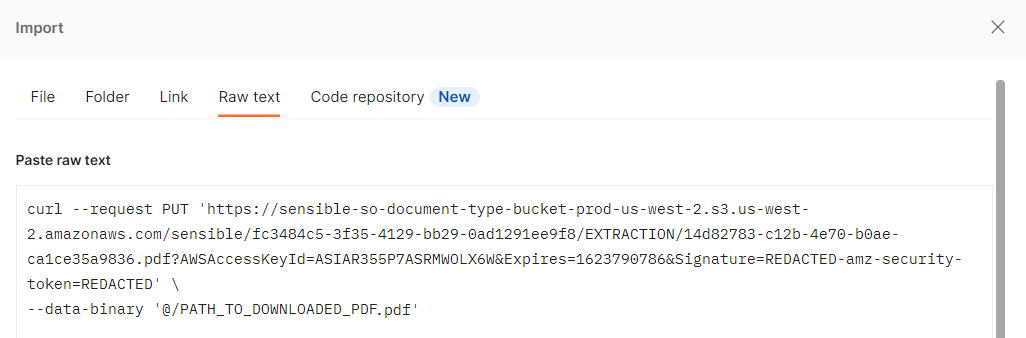 Import
File Folder Link Raw text Code repository New
Paste raw text
curl --request PUT 'https://sensible-so-document-type-bucket-prod-us-west-2.s3.us-west-
2.amazonaws.com/sensible/fc3484c5-3f35-4129-bb29-0ad1291ee9f8/EXTRACTION/14d82783-c12b-4e70-b0ae-
ca1ce35a9836.pdf?AWSAccessKeyId=ASIAR355P7ASRMWOLX6W&Expires=1623790786&Signature=REDACTED-amz-security-
token=REDACTED' \
--data-binary '@/PATH_TO_DOWNLOADED_PDF.pdf'